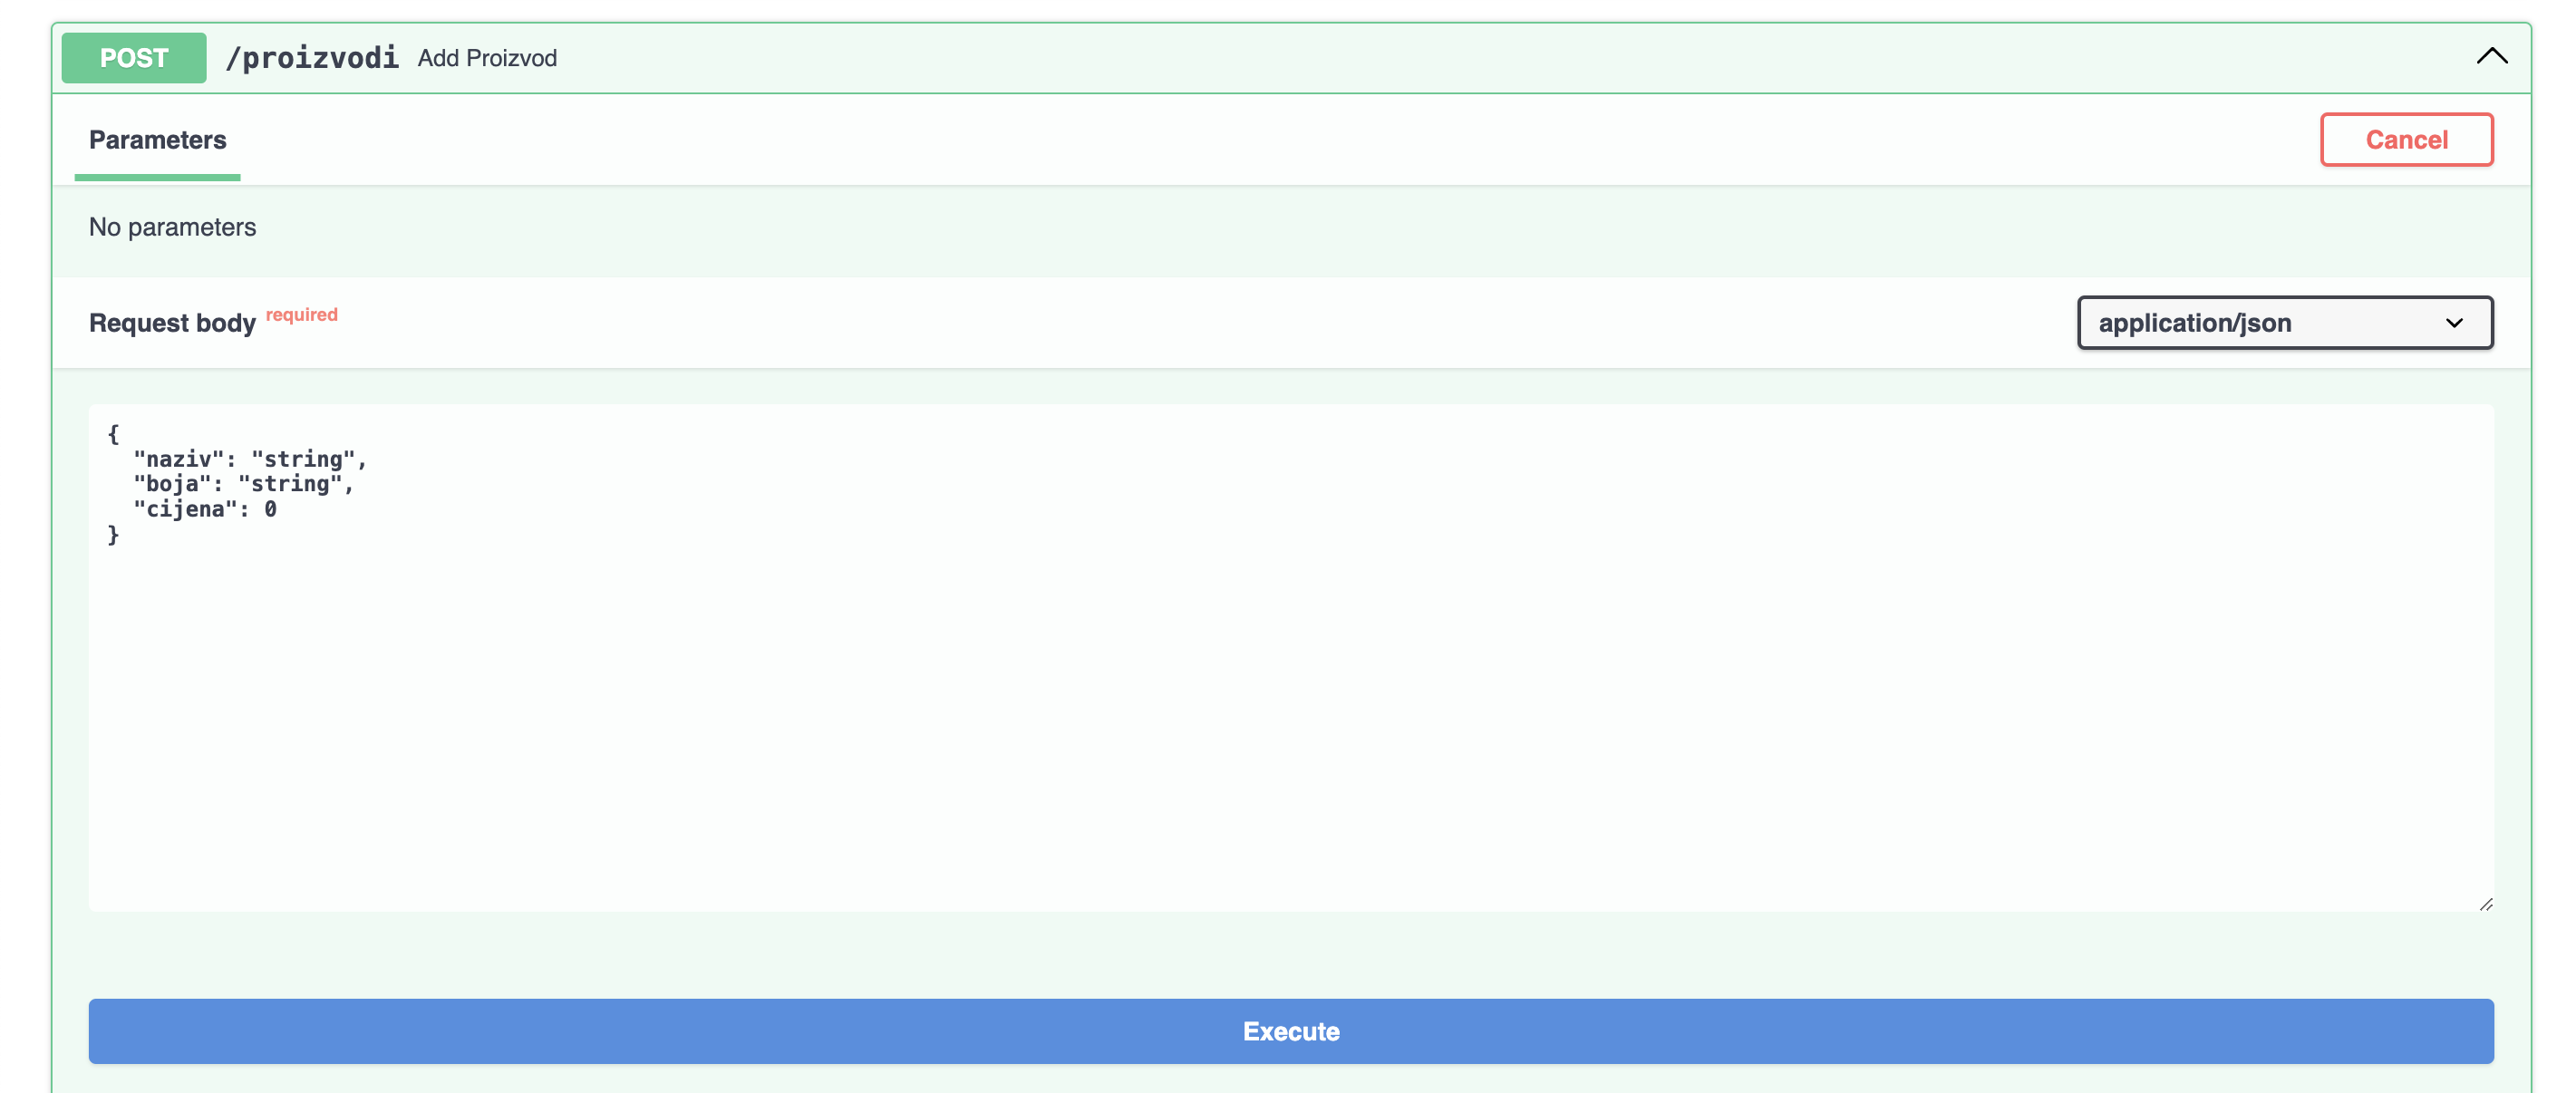 POST /proizvodi Add Proizvod
Parameters
Cancel
No parameters
Request body required
application/json
{
  "naziv": "string",
  "boja": "string",
  "cijena": 0
}
Execute